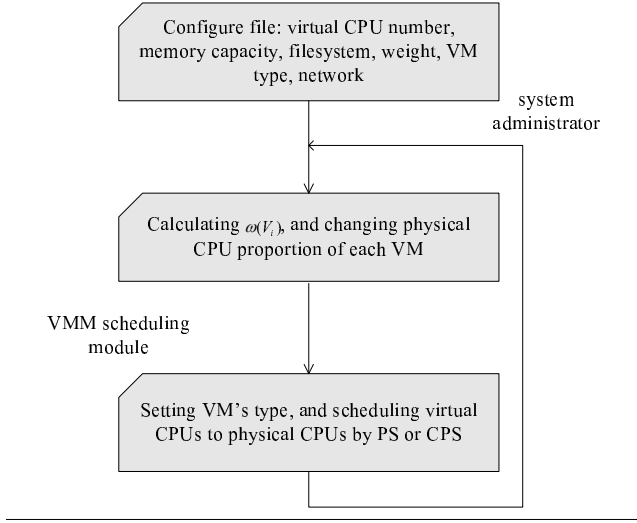 Configure file: virtual CPU number,
memory capacity, filesystem, weight, VM
type, network
system
administrator
Calculating ω(Vᵢ), and changing physical
CPU proportion of each VM
VMM scheduling
module
Setting VM's type, and scheduling virtual
CPUs to physical CPUs by PS or CPS